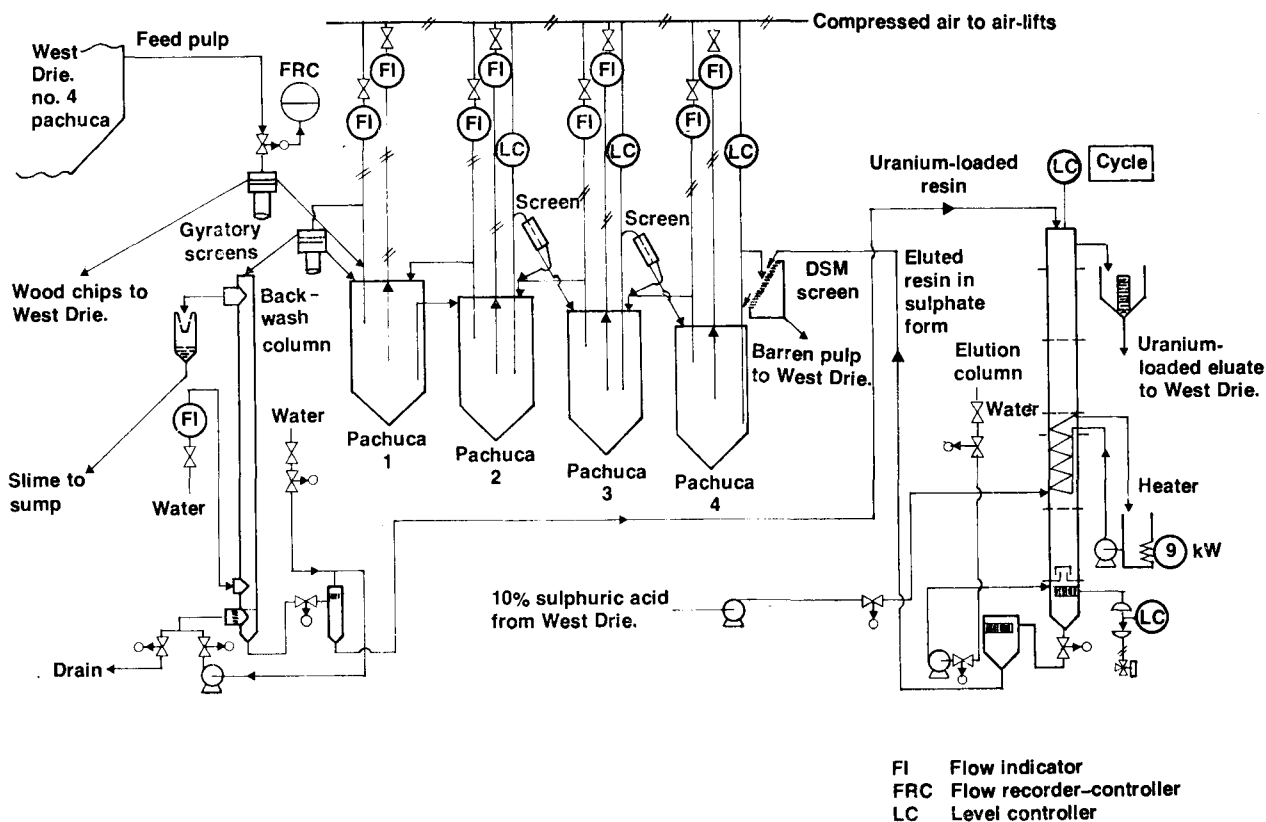 Compressed air to air-lifts
West
Drie.
no. 4
pachuca
Feed pulp
FRC
FI
FI
FI
FI
FI
FI
FI
FI
LC
LC
LC
Uranium-loaded
resin
LC
Cycle
Screen
Screen
Gyratory
screens
Wood chips to
West Drie.
Back-
wash
column
DSM
screen
Eluted
resin in
sulphate
form
Barren pulp
to West Drie.
Uranium-
loaded eluate
to West Drie.
Elution
column
Water
FI
Water
Slime to
sump
Water
Pachuca
1
Pachuca
2
Pachuca
3
Pachuca
4
Heater
9 kW
10% sulphuric acid
from West Drie.
LC
Drain
FI Flow indicator
FRC Flow recorder–controller
LC Level controller